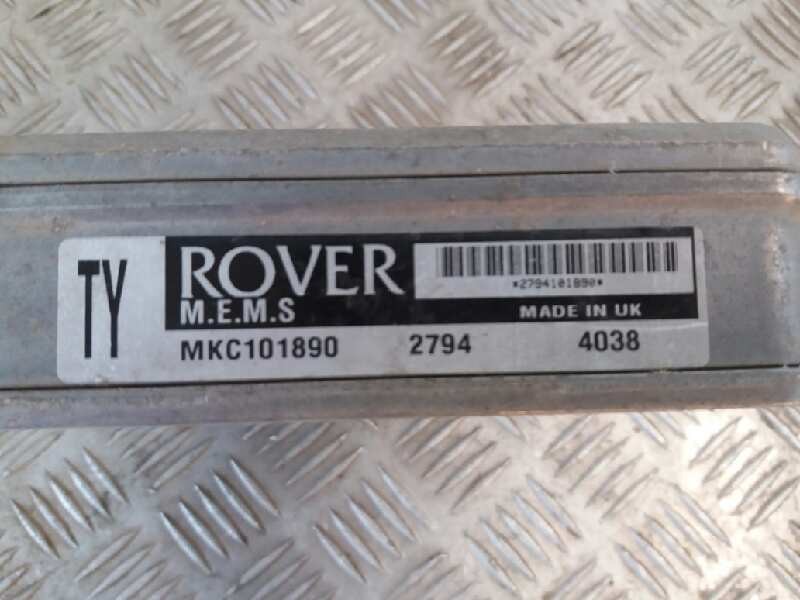 TY
ROVER
*2794101890*
M.E.M.S
MADE IN UK
MKC101890 2794 4038